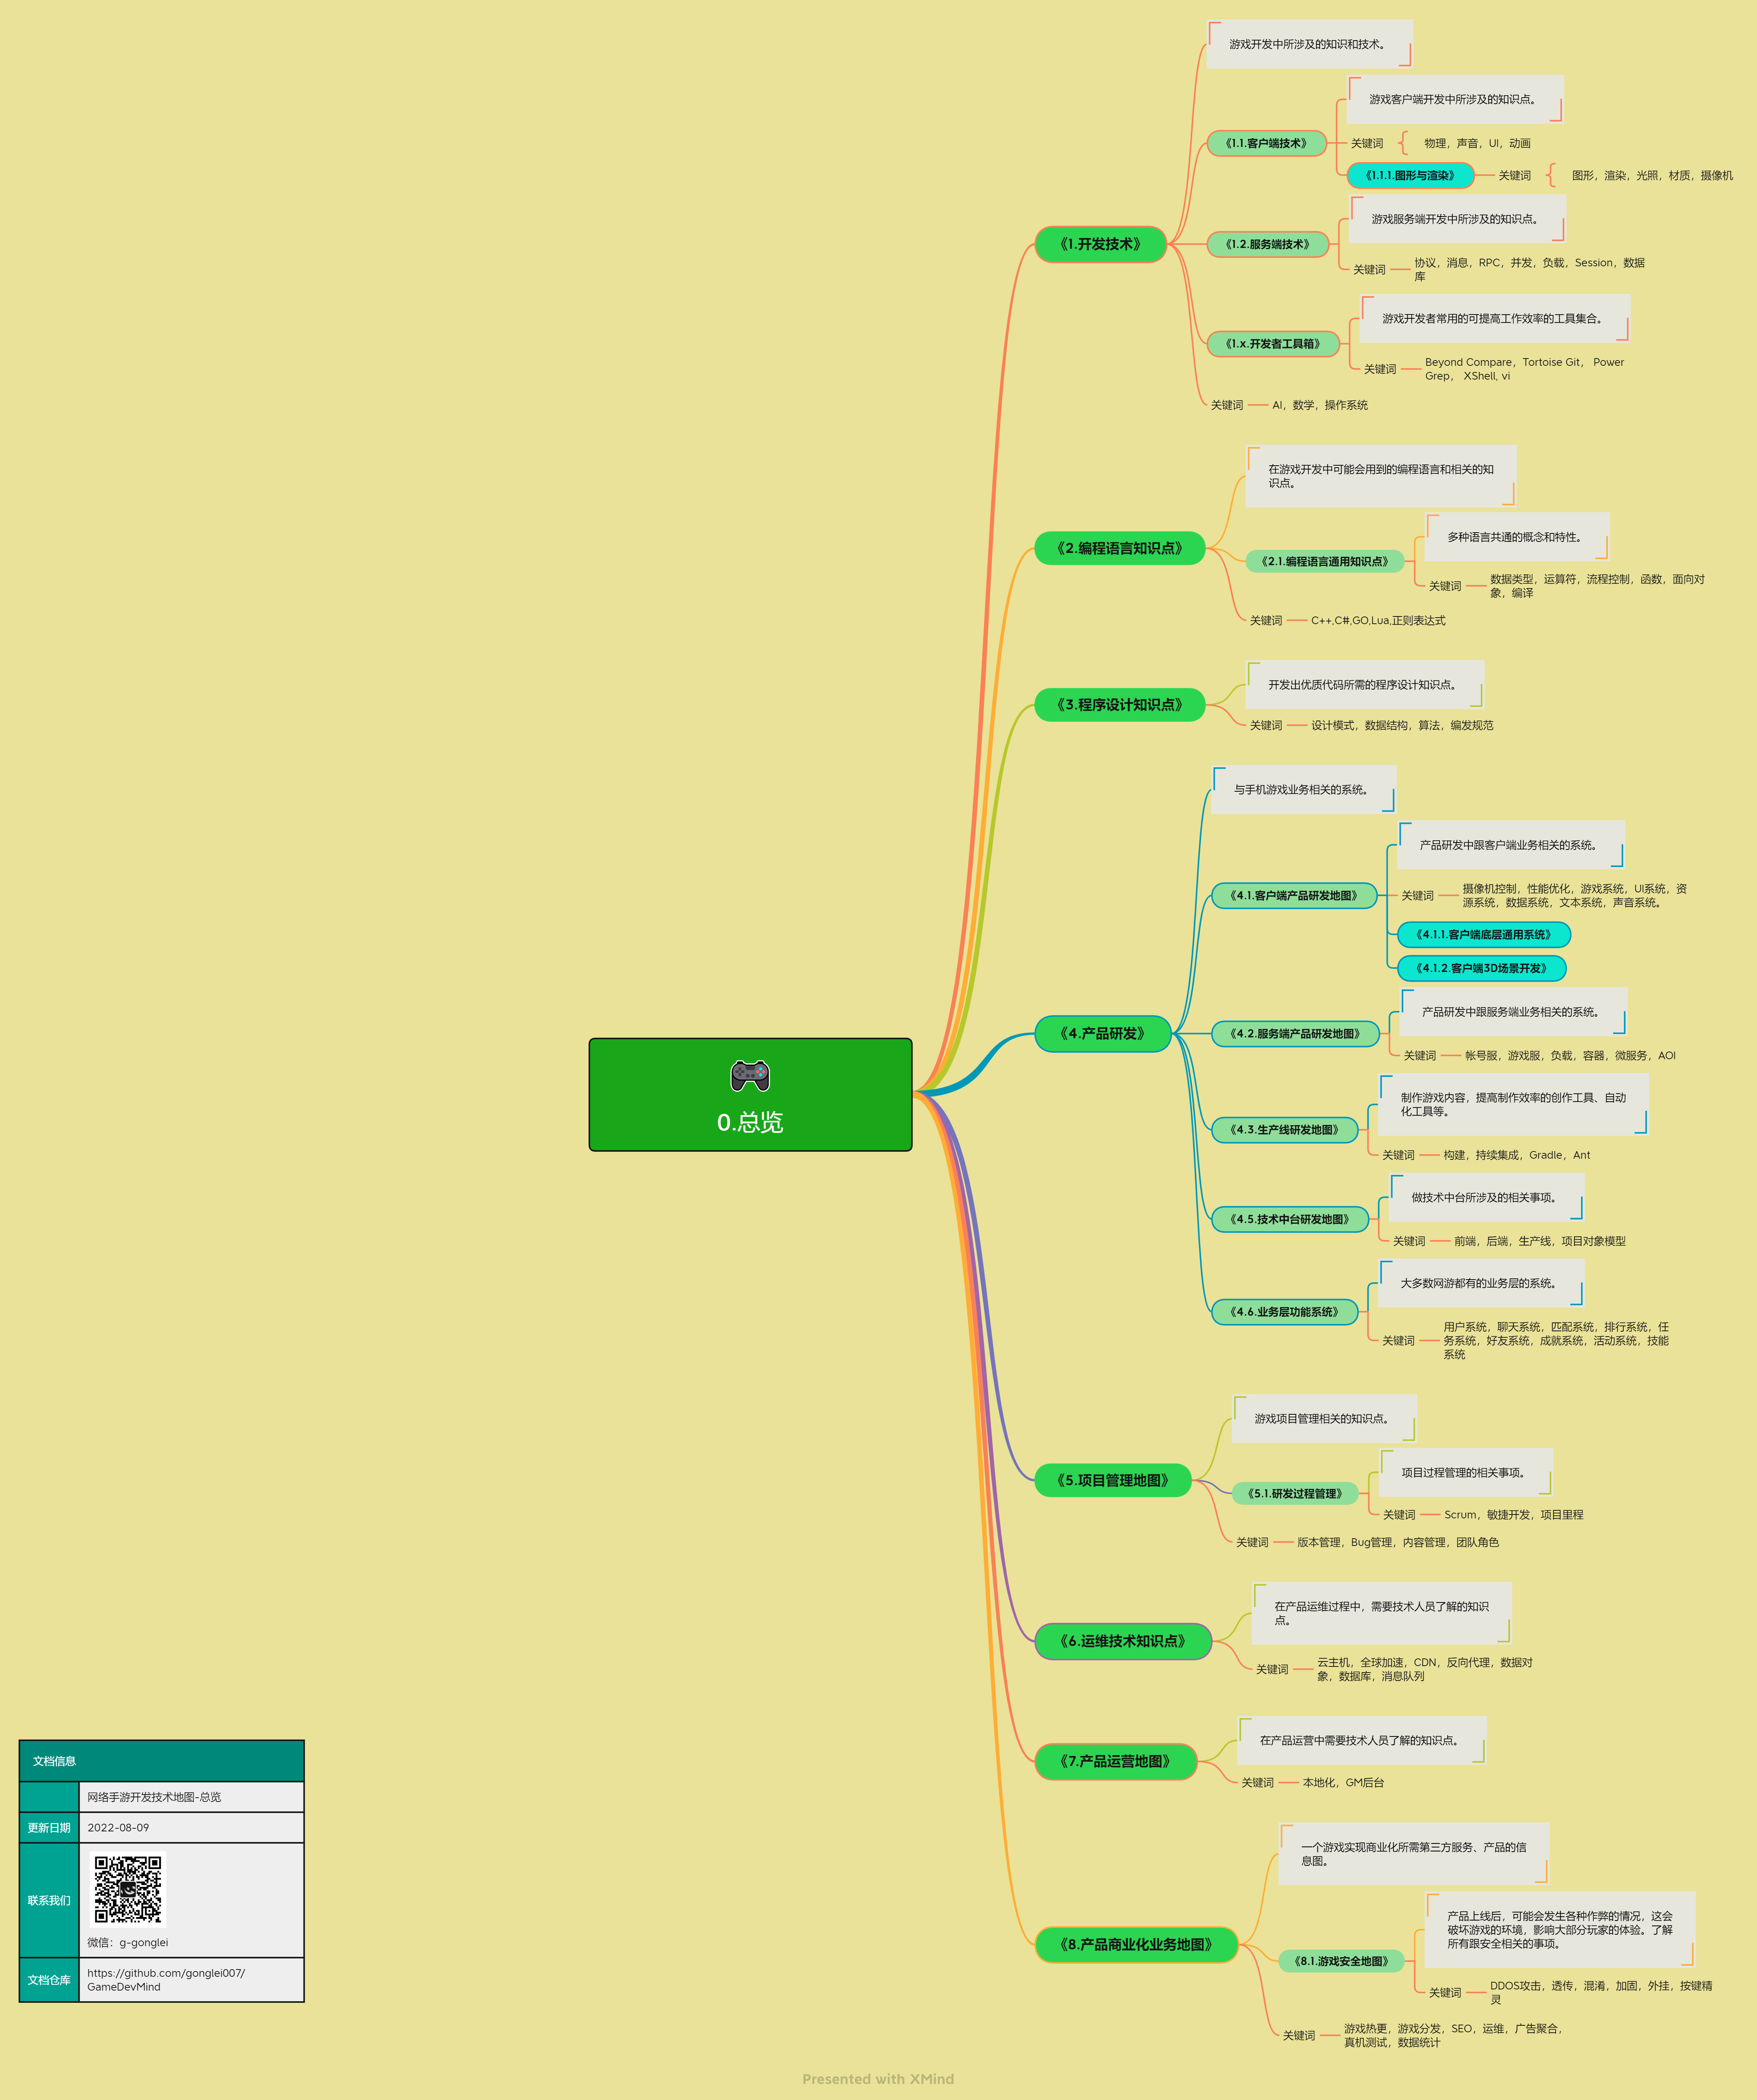 游戏开发中所涉及的知识和技术。
游戏客户端开发中所涉及的知识点。
《1.1.客户端技术》
关键词
物理，声音，UI，动画
《1.1.1.图形与渲染》
关键词
图形，渲染，光照，材质，摄像机
游戏服务端开发中所涉及的知识点。
《1.开发技术》
《1.2.服务端技术》
关键词
协议，消息，RPC，并发，负载，Session，数据
库
游戏开发者常用的可提高工作效率的工具集合。
《1.x.开发者工具箱》
关键词
Beyond Compare，Tortoise Git， Power
Grep， XShell, vi
关键词
AI，数学，操作系统
在游戏开发中可能会用到的编程语言和相关的知
识点。
《2.编程语言知识点》
多种语言共通的概念和特性。
《2.1.编程语言通用知识点》
关键词
数据类型，运算符，流程控制，函数，面向对
象，编译
关键词
C++,C#,GO,Lua,正则表达式
开发出优质代码所需的程序设计知识点。
《3.程序设计知识点》
关键词
设计模式，数据结构，算法，编发规范
与手机游戏业务相关的系统。
产品研发中跟客户端业务相关的系统。
《4.1.客户端产品研发地图》
关键词
摄像机控制，性能优化，游戏系统，UI系统，资
源系统，数据系统，文本系统，声音系统。
《4.1.1.客户端底层通用系统》
《4.1.2.客户端3D场景开发》
产品研发中跟服务端业务相关的系统。
《4.产品研发》
《4.2.服务端产品研发地图》
关键词
帐号服，游戏服，负载，容器，微服务，AOI
制作游戏内容，提高制作效率的创作工具、自动
化工具等。
《4.3.生产线研发地图》
关键词
构建，持续集成，Gradle，Ant
0.总览
做技术中台所涉及的相关事项。
《4.5.技术中台研发地图》
关键词
前端，后端，生产线，项目对象模型
大多数网游都有的业务层的系统。
《4.6.业务层功能系统》
关键词
用户系统，聊天系统，匹配系统，排行系统，任
务系统，好友系统，成就系统，活动系统，技能
系统
游戏项目管理相关的知识点。
《5.项目管理地图》
项目过程管理的相关事项。
《5.1.研发过程管理》
关键词
Scrum，敏捷开发，项目里程
关键词
版本管理，Bug管理，内容管理，团队角色
在产品运维过程中，需要技术人员了解的知识
点。
《6.运维技术知识点》
关键词
云主机，全球加速，CDN，反向代理，数据对
象，数据库，消息队列
在产品运营中需要技术人员了解的知识点。
《7.产品运营地图》
关键词
本地化，GM后台
一个游戏实现商业化所需第三方服务、产品的信
息图。
《8.产品商业化业务地图》
产品上线后，可能会发生各种作弊的情况，这会
破坏游戏的环境，影响大部分玩家的体验。了解
所有跟安全相关的事项。
《8.1.游戏安全地图》
关键词
DDOS攻击，透传，混淆，加固，外挂，按键精
灵
关键词
游戏热更，游戏分发，SEO，运维，广告聚合，
真机测试，数据统计
文档信息
网络手游开发技术地图-总览
更新日期
2022-08-09
联系我们
微信：g-gonglei
文档仓库
https://github.com/gonglei007/
GameDevMind
Presented with XMind